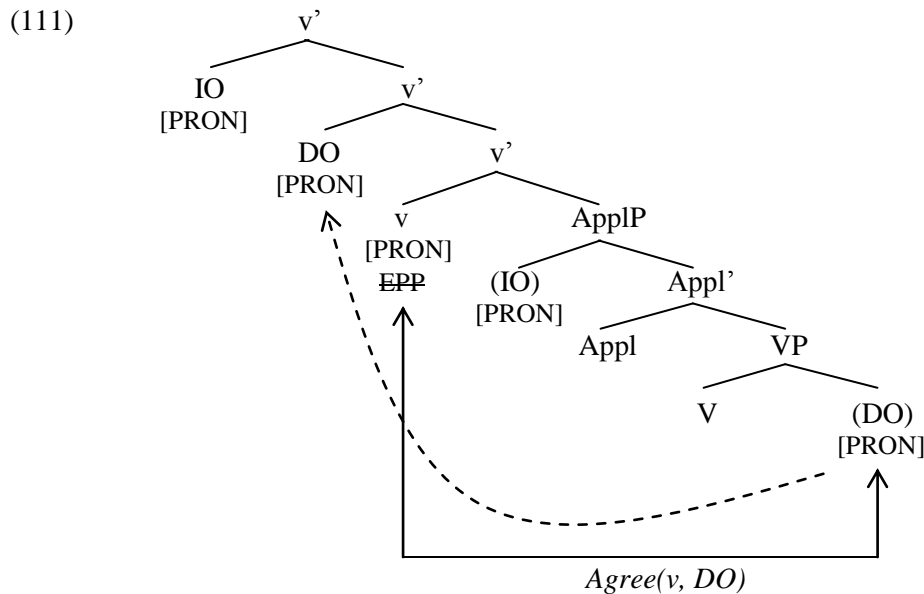 (111)
v’
IO
[PRON]
v’
DO
[PRON]
v’
v
[PRON]
EPP
ApplP
(IO)
[PRON]
Appl’
Appl
VP
V
(DO)
[PRON]
Agree(v, DO)